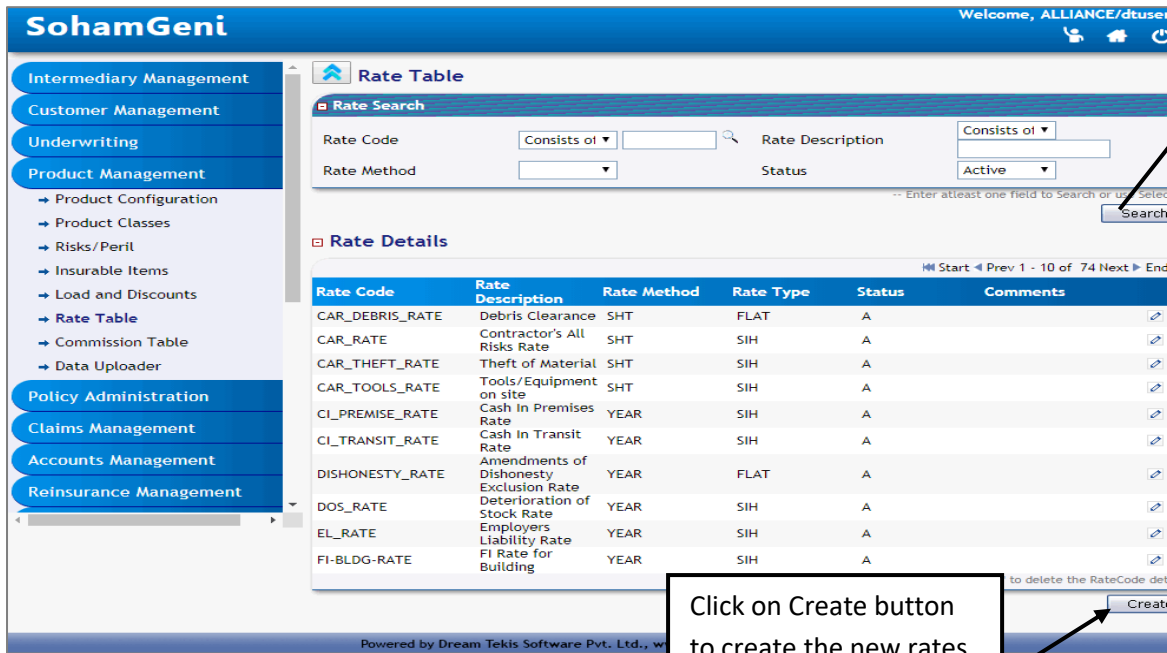 SohamGeni
Welcome, ALLIANCE/dtuser
Intermediary Management
Customer Management
Underwriting
Product Management
Product Configuration
Product Classes
Risks/Peril
Insurable Items
Load and Discounts
Rate Table
Commission Table
Data Uploader
Policy Administration
Claims Management
Accounts Management
Reinsurance Management
Rate Table
Rate Search
Rate Code Consists of Rate Description Consists of
Rate Method Status Active
-- Enter atleast one field to Search or use Selec
Search
Rate Details
Start Prev 1 - 10 of 74 Next End
Rate Code Rate Description Rate Method Rate Type Status Comments
CAR_DEBRIS_RATE Debris Clearance SHT FLAT A
CAR_RATE Contractor's All Risks Rate SHT SIH A
CAR_THEFT_RATE Theft of Material SHT SIH A
CAR_TOOLS_RATE Tools/Equipment on site SHT SIH A
CI_PREMISE_RATE Cash In Premises Rate YEAR SIH A
CI_TRANSIT_RATE Cash In Transit Rate YEAR SIH A
DISHONESTY_RATE Amendments of Dishonesty Exclusion Rate YEAR FLAT A
DOS_RATE Deterioration of Stock Rate YEAR SIH A
EL_RATE Employers Liability Rate YEAR SIH A
FI-BLDG-RATE FI Rate for Building YEAR SIH A
to delete the RateCode det
Create
Click on Create button
to create the new rates
Powered by Dream Tekis Software Pvt. Ltd., w